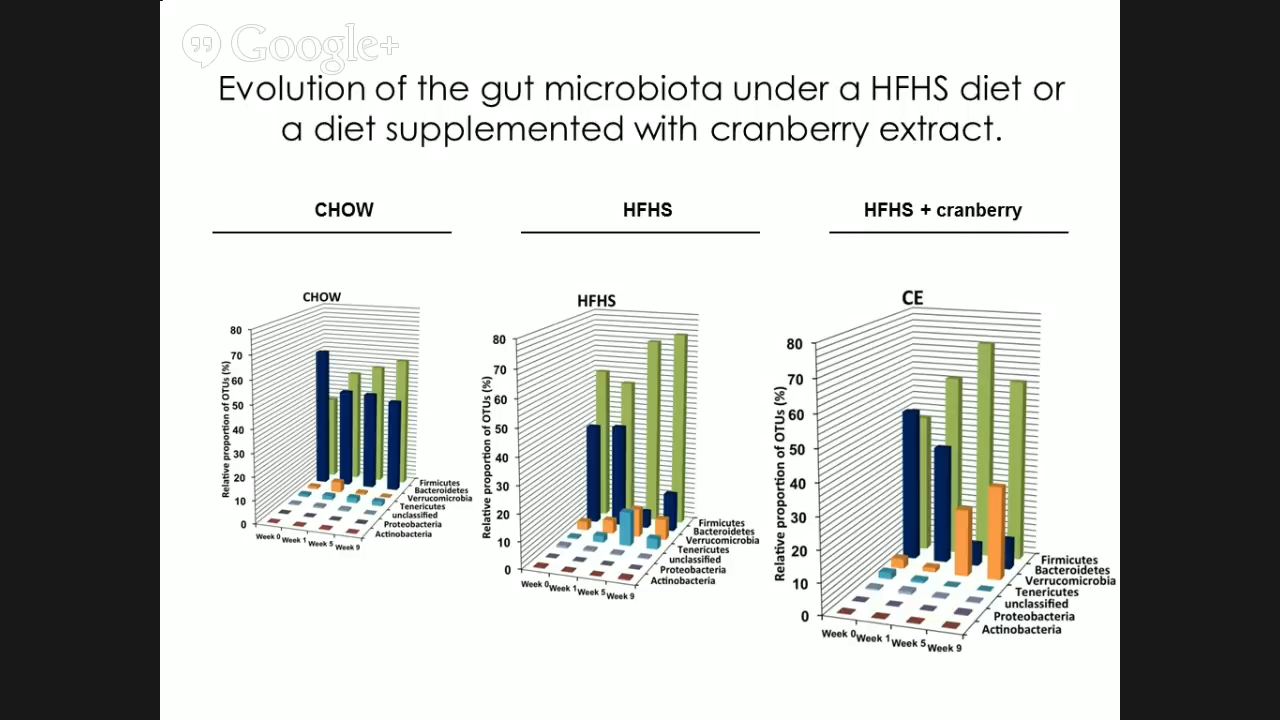 Google+
Evolution of the gut microbiota under a HFHS diet or
a diet supplemented with cranberry extract.
CHOW
HFHS
HFHS + cranberry
CHOW
Relative proportion of OTUs (%)
80
70
60
50
40
30
20
10
0
Week 0
Week 1
Week 5
Week 9
Firmicutes
Bacteroidetes
Verrucomicrobia
Tenericutes
unclassified
Proteobacteria
Actinobacteria
HFHS
Relative proportion of OTUs (%)
80
70
60
50
40
30
20
10
0
Week 0
Week 1
Week 5
Week 9
Firmicutes
Bacteroidetes
Verrucomicrobia
Tenericutes
unclassified
Proteobacteria
Actinobacteria
CE
Relative proportion of OTUs (%)
80
70
60
50
40
30
20
10
0
Week 0
Week 1
Week 5
Week 9
Firmicutes
Bacteroidetes
Verrucomicrobia
Tenericutes
unclassified
Proteobacteria
Actinobacteria